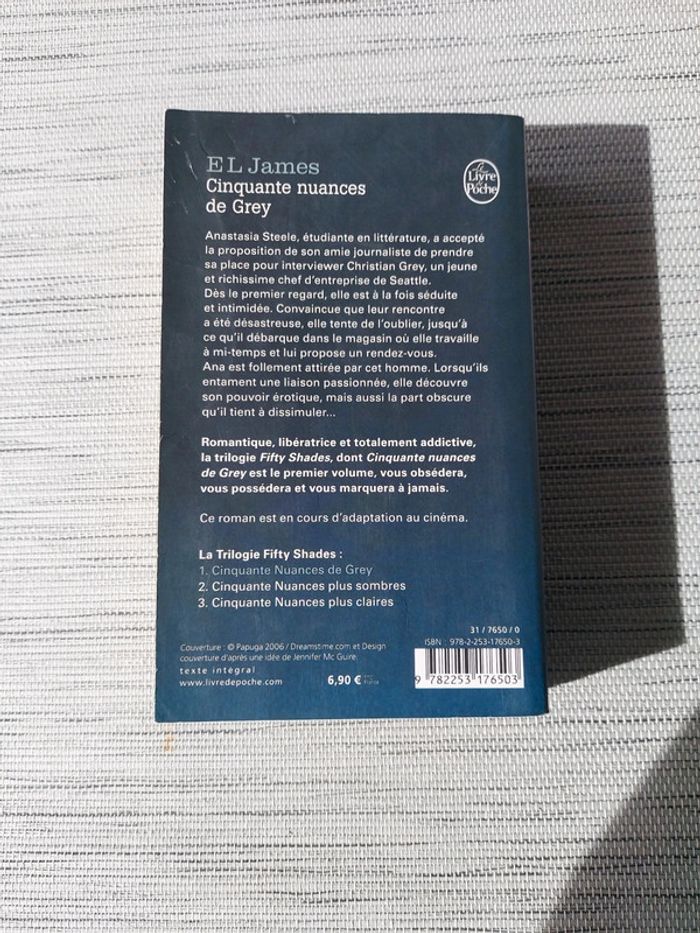 E L James
Le Livre de Poche
Cinquante nuances
de Grey
Anastasia Steele, étudiante en littérature, a accepté
la proposition de son amie journaliste de prendre
sa place pour interviewer Christian Grey, un jeune
et richissime chef d'entreprise de Seattle.
Dès le premier regard, elle est à la fois séduite
et intimidée. Convaincue que leur rencontre
a été désastreuse, elle tente de l'oublier, jusqu'à
ce qu'il débarque dans le magasin où elle travaille
à mi-temps et lui propose un rendez-vous.
Ana est follement attirée par cet homme. Lorsqu'ils
entament une liaison passionnée, elle découvre
son pouvoir érotique, mais aussi la part obscure
qu'il tient à dissimuler...
Romantique, libératrice et totalement addictive,
la trilogie Fifty Shades, dont Cinquante nuances
de Grey est le premier volume, vous obsédera,
vous possédera et vous marquera à jamais.
Ce roman est en cours d'adaptation au cinéma.
La Trilogie Fifty Shades :
1. Cinquante Nuances de Grey
2. Cinquante Nuances plus sombres
3. Cinquante Nuances plus claires
31 / 7650 / 0
ISBN : 978-2-253-17650-3
Couverture : © Papuga 2006 / Dreamstime.com et Design
couverture d'après une idée de Jennifer Mc Guire.
texte intégral
www.livredepoche.com
6,90 €
France
9 782253 176503